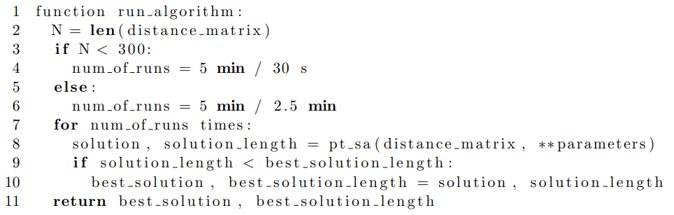 1 function run_algorithm:
2 N = len(distance_matrix)
3 if N < 300:
4 num_of_runs = 5 min / 30 s
5 else:
6 num_of_runs = 5 min / 2.5 min
7 for num_of_runs times:
8 solution, solution_length = pt_sa(distance_matrix, **parameters)
9 if solution_length < best_solution_length:
10 best_solution, best_solution_length = solution, solution_length
11 return best_solution, best_solution_length